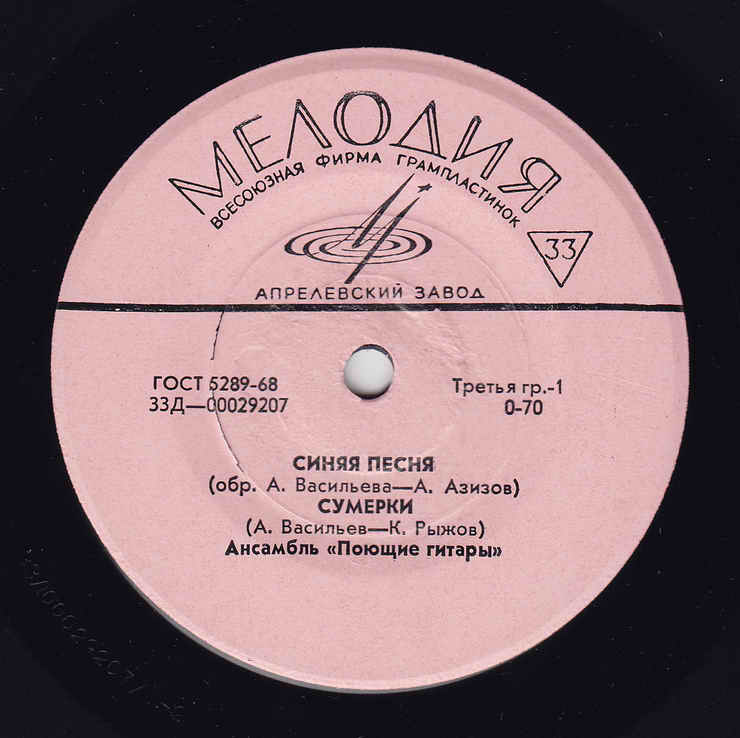 МЕЛОДИЯ
ВСЕСОЮЗНАЯ ФИРМА ГРАМПЛАСТИНОК
33
АПРЕЛЕВСКИЙ ЗАВОД
ГОСТ 5289-68
33Д—00029207
Третья гр.-1
0-70
СИНЯЯ ПЕСНЯ
(обр. А. Васильева—А. Азизов)
СУМЕРКИ
(А. Васильев—К. Рыжов)
Ансамбль «Поющие гитары»